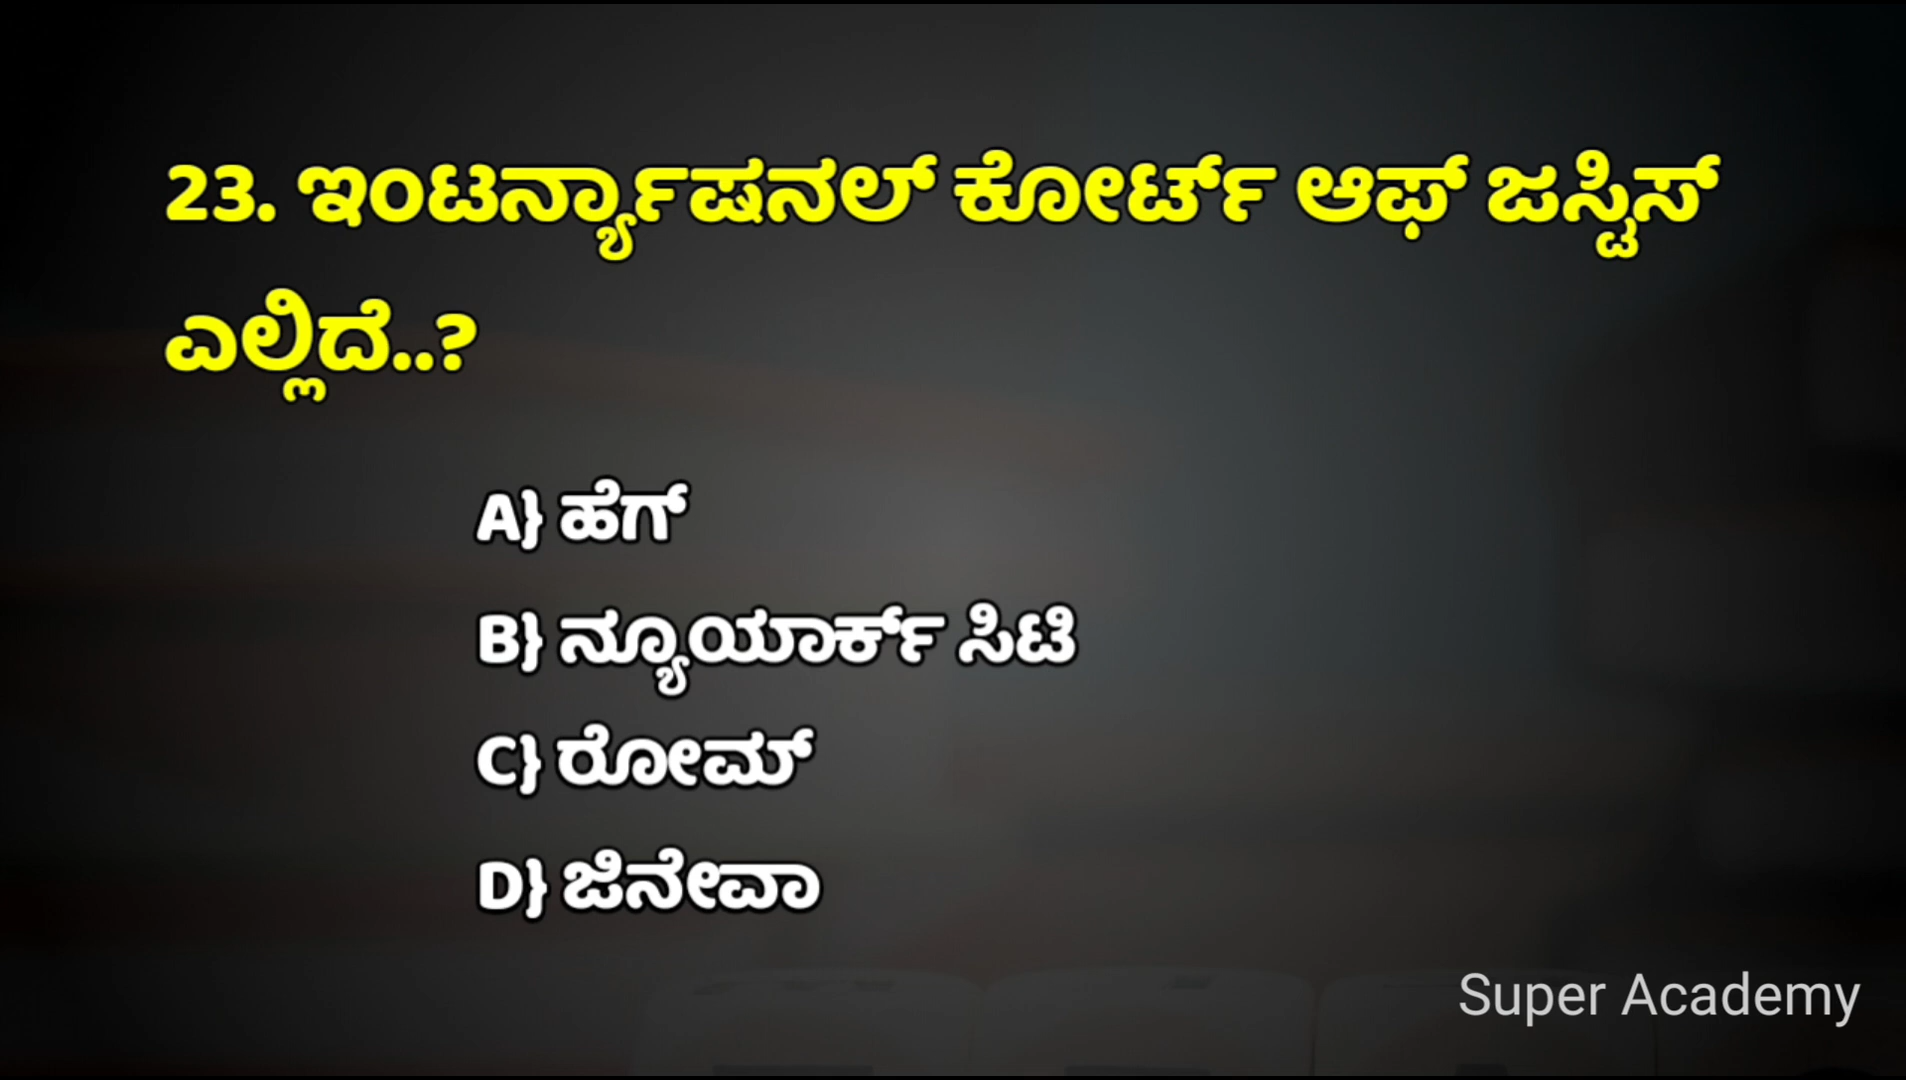 23. ಇಂಟರ್ನ್ಯಾಷನಲ್ ಕೋರ್ಟ್ ಆಫ್ ಜಸ್ಟಿಸ್
ಎಲ್ಲಿದೆ..?
A} ಹೆಗ್
B} ನ್ಯೂಯಾರ್ಕ್ ಸಿಟಿ
C} ರೋಮ್
D} ಜಿನೇವಾ
Super Academy